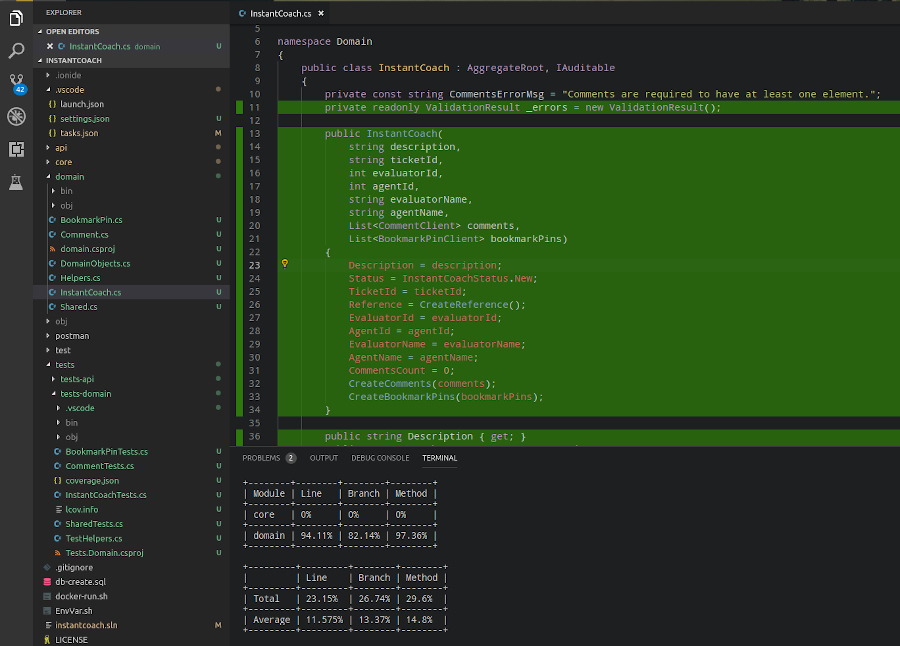 EXPLORER
OPEN EDITORS
InstantCoach.cs domain U
INSTANTCOACH
.ionide
.vscode
launch.json
settings.json U
tasks.json M
api
core
domain
bin
obj
BookmarkPin.cs U
Comment.cs U
domain.csproj U
DomainObjects.cs U
Helpers.cs U
InstantCoach.cs U
Shared.cs U
obj
postman
test
tests
tests-api
tests-domain
.vscode
bin
obj
BookmarkPinTests.cs U
CommentTests.cs U
coverage.json U
InstantCoachTests.cs U
lcov.info U
SharedTests.cs U
TestHelpers.cs U
Tests.Domain.csproj U
.gitignore
db-create.sql
docker-run.sh
EnvVar.sh
instantcoach.sln M
LICENSE
42
InstantCoach.cs
5
6 namespace Domain
7 {
8 public class InstantCoach : AggregateRoot, IAuditable
9 {
10 private const string CommentsErrorMsg = "Comments are required to have at least one element.";
11 private readonly ValidationResult _errors = new ValidationResult();
12
13 public InstantCoach(
14 string description,
15 string ticketId,
16 int evaluatorId,
17 int agentId,
18 string evaluatorName,
19 string agentName,
20 List<CommentClient> comments,
21 List<BookmarkPinClient> bookmarkPins)
22 {
23 Description = description;
24 Status = InstantCoachStatus.New;
25 TicketId = ticketId;
26 Reference = CreateReference();
27 EvaluatorId = evaluatorId;
28 AgentId = agentId;
29 EvaluatorName = evaluatorName;
30 AgentName = agentName;
31 CommentsCount = 0;
32 CreateComments(comments);
33 CreateBookmarkPins(bookmarkPins);
34 }
35
36 public string Description { get; }
PROBLEMS 2 OUTPUT DEBUG CONSOLE TERMINAL
+--------+--------+--------+--------+
| Module | Line | Branch | Method |
+--------+--------+--------+--------+
| core | 0% | 0% | 0% |
+--------+--------+--------+--------+
| domain | 94.11% | 82.14% | 97.36% |
+--------+--------+--------+--------+
+---------+---------+--------+--------+
| | Line | Branch | Method |
+---------+---------+--------+--------+
| Total | 23.15% | 26.74% | 29.6% |
+---------+---------+--------+--------+
| Average | 11.575% | 13.37% | 14.8% |
+---------+---------+--------+--------+